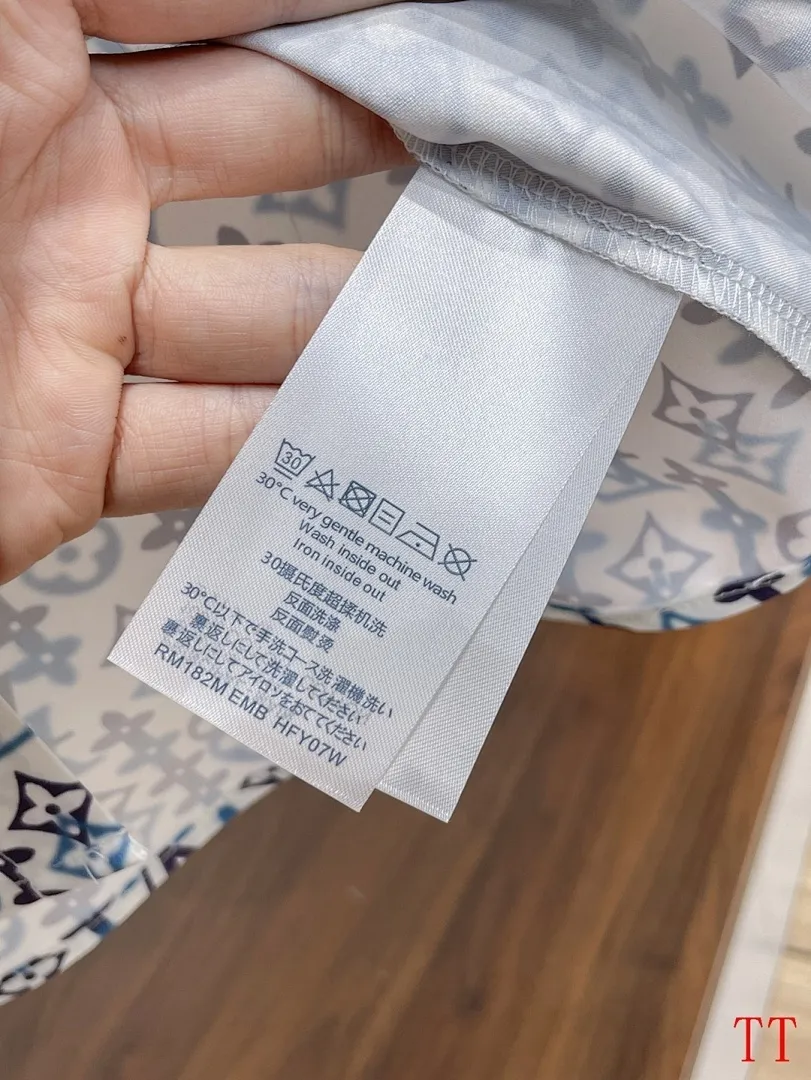 30
30°C very gentle machine wash
Wash inside out
Iron inside out
30摄氏度超揉机洗
反面洗涤
反面熨烫
30°C以下で手洗コース洗濯機洗い
裏返しにして洗濯してください
裏返しにしてアイロンをおててください
RM182M EMB HFY07W
TT